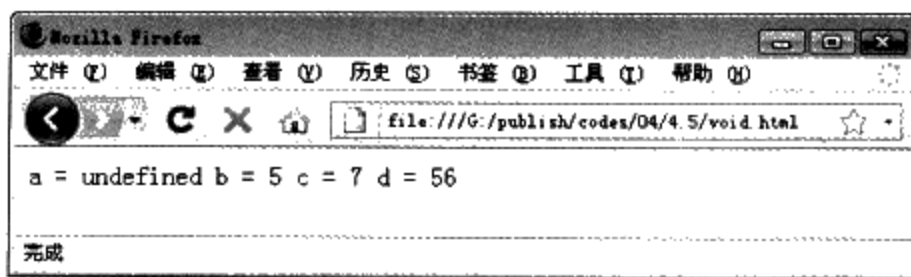 Mozilla Firefox
文件 (F) 编辑 (E) 查看 (V) 历史 (S) 书签 (B) 工具 (T) 帮助 (H)
file:///G:/publish/codes/04/4.5/void.html
a = undefined b = 5 c = 7 d = 56
完成